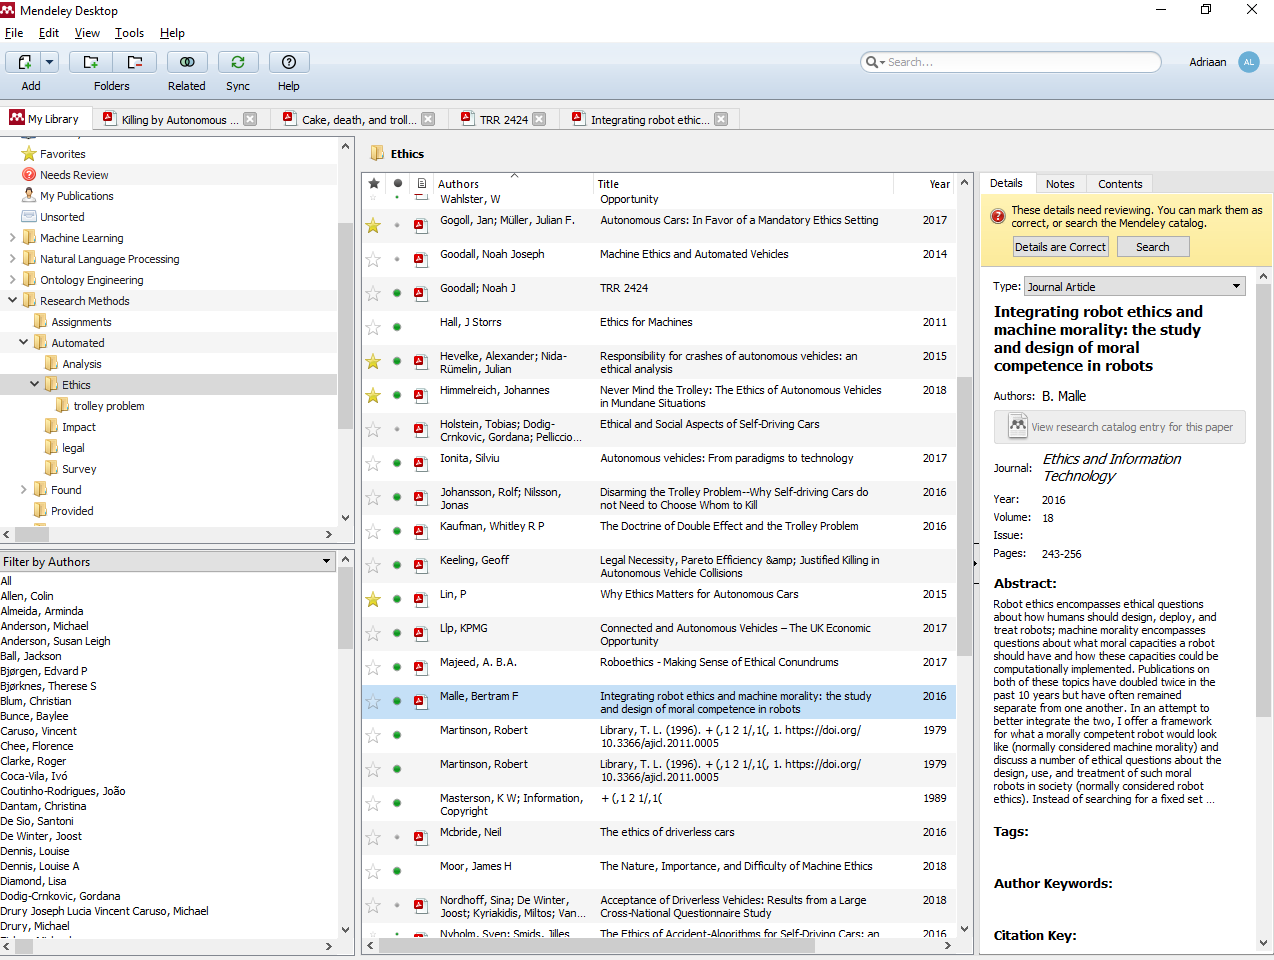 Mendeley Desktop
File Edit View Tools Help
Search...
Adriaan AL
Add Folders Related Sync Help
My Library
Killing by Autonomous ...
Cake, death, and troll...
TRR 2424
Integrating robot ethic...
Favorites
Needs Review
My Publications
Unsorted
Machine Learning
Natural Language Processing
Ontology Engineering
Research Methods
Assignments
Automated
Analysis
Ethics
trolley problem
Impact
legal
Survey
Found
Provided
Filter by Authors
All
Allen, Colin
Almeida, Arminda
Anderson, Michael
Anderson, Susan Leigh
Ball, Jackson
Bjørgen, Edvard P
Bjørknes, Therese S
Blum, Christian
Bunce, Baylee
Caruso, Vincent
Chee, Florence
Clarke, Roger
Coca-Vila, Ivó
Coutinho-Rodrigues, João
Dantam, Christina
De Sio, Santoni
De Winter, Joost
Dennis, Louise
Dennis, Louise A
Diamond, Lisa
Dodig-Crnkovic, Gordana
Drury Joseph Lucia Vincent Caruso, Michael
Drury, Michael
Ethics
Authors Title Year
Wahlster, W Opportunity
Gogoll, Jan; Müller, Julian F. Autonomous Cars: In Favor of a Mandatory Ethics Setting 2017
Goodall, Noah Joseph Machine Ethics and Automated Vehicles 2014
Goodall; Noah J TRR 2424
Hall, J Storrs Ethics for Machines 2011
Hevelke, Alexander; Nida- Responsibility for crashes of autonomous vehicles: an 2015
Rümelin, Julian ethical analysis
Himmelreich, Johannes Never Mind the Trolley: The Ethics of Autonomous Vehicles 2018
in Mundane Situations
Holstein, Tobias; Dodig- Ethical and Social Aspects of Self-Driving Cars
Crnkovic, Gordana; Pelliccio...
Ionita, Silviu Autonomous vehicles: From paradigms to technology 2017
Johansson, Rolf; Nilsson, Disarming the Trolley Problem--Why Self-driving Cars do 2016
Jonas not Need to Choose Whom to Kill
Kaufman, Whitley R P The Doctrine of Double Effect and the Trolley Problem 2016
Keeling, Geoff Legal Necessity, Pareto Efficiency &amp; Justified Killing in
Autonomous Vehicle Collisions
Lin, P Why Ethics Matters for Autonomous Cars 2015
Llp, KPMG Connected and Autonomous Vehicles – The UK Economic 2017
Opportunity
Majeed, A. B.A. Roboethics - Making Sense of Ethical Conundrums 2017
Malle, Bertram F Integrating robot ethics and machine morality: the study 2016
and design of moral competence in robots
Martinson, Robert Library, T. L. (1996). + (,1 2 1/,1(, 1. https://doi.org/ 1979
10.3366/ajicl.2011.0005
Martinson, Robert Library, T. L. (1996). + (,1 2 1/,1(, 1. https://doi.org/ 1979
10.3366/ajicl.2011.0005
Masterson, K W; Information, + (,1 2 1/,1( 1989
Copyright
Mcbride, Neil The ethics of driverless cars 2016
Moor, James H The Nature, Importance, and Difficulty of Machine Ethics 2018
Nordhoff, Sina; De Winter, Acceptance of Driverless Vehicles: Results from a Large 2018
Joost; Kyriakidis, Miltos; Van... Cross-National Questionnaire Study
Nyholm, Sven; Smids, Jilles The Ethics of Accident-Algorithms for Self-Driving Cars: an 2016
Details Notes Contents
These details need reviewing. You can mark them as
correct, or search the Mendeley catalog.
Details are Correct Search
Type: Journal Article
Integrating robot ethics and
machine morality: the study
and design of moral
competence in robots
Authors: B. Malle
View research catalog entry for this paper
Journal: Ethics and Information
Technology
Year: 2016
Volume: 18
Issue:
Pages: 243-256
Abstract:
Robot ethics encompasses ethical questions
about how humans should design, deploy, and
treat robots; machine morality encompasses
questions about what moral capacities a robot
should have and how these capacities could be
computationally implemented. Publications on
both of these topics have doubled twice in the
past 10 years but have often remained
separate from one another. In an attempt to
better integrate the two, I offer a framework
for what a morally competent robot would look
like (normally considered machine morality) and
discuss a number of ethical questions about the
design, use, and treatment of such moral
robots in society (normally considered robot
ethics). Instead of searching for a fixed set ...
Tags:
Author Keywords:
Citation Key: